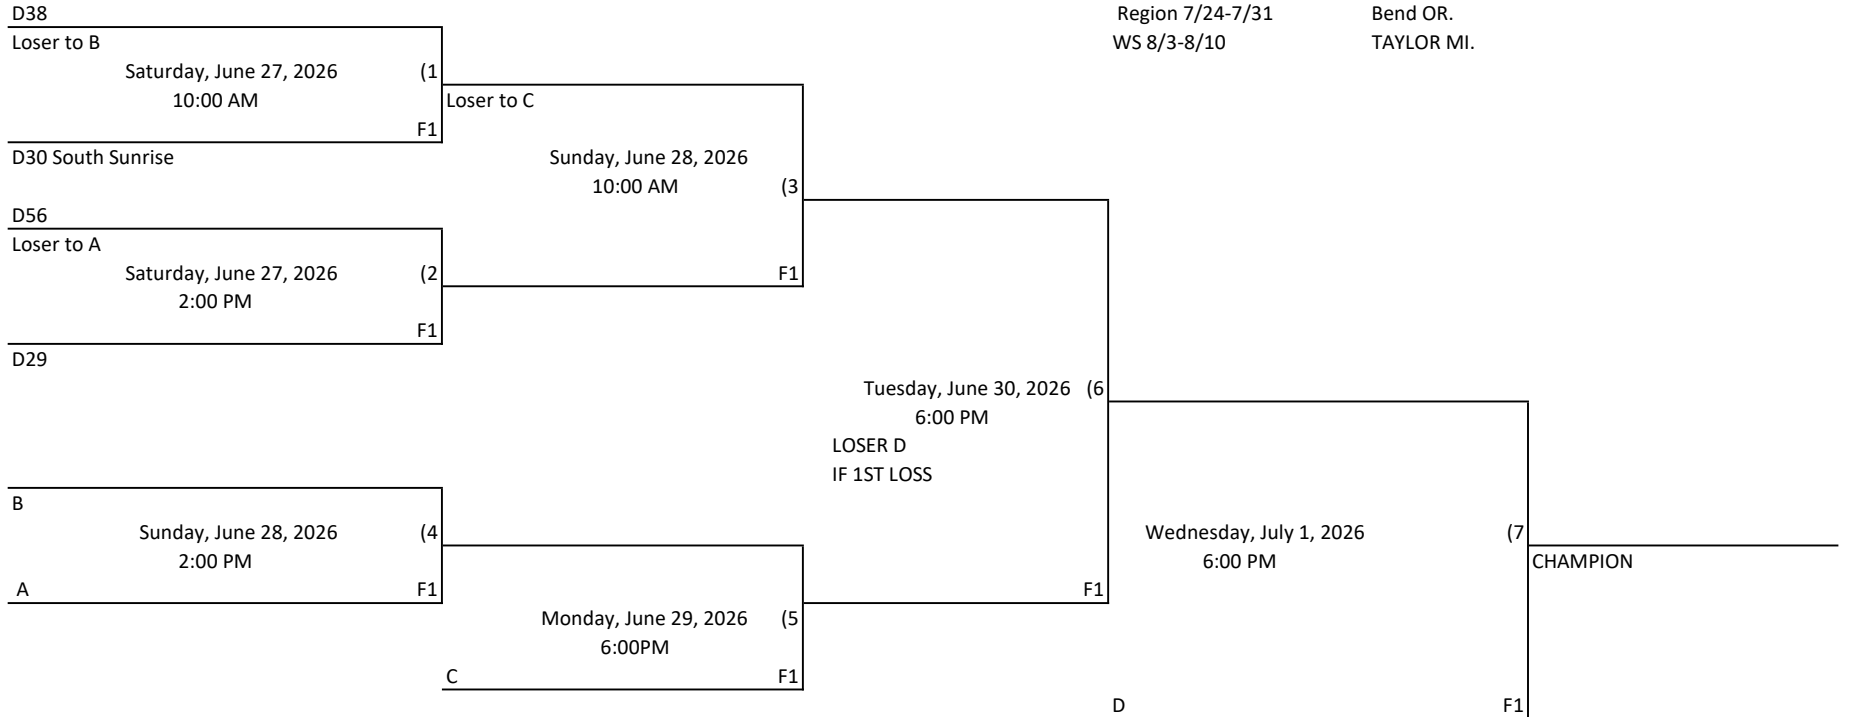 D38
Region 7/24-7/31
Bend OR.
Loser to B
WS 8/3-8/10
TAYLOR MI.
Saturday, June 27, 2026
(1
10:00 AM
Loser to C
F1
D30 South Sunrise
Sunday, June 28, 2026
10:00 AM
(3
D56
Loser to A
Saturday, June 27, 2026
(2
F1
2:00 PM
F1
D29
Tuesday, June 30, 2026
(6
6:00 PM
LOSER D
IF 1ST LOSS
B
Sunday, June 28, 2026
(4
Wednesday, July 1, 2026
(7
2:00 PM
6:00 PM
CHAMPION
A
F1
F1
Monday, June 29, 2026
(5
6:00PM
C
F1
D
F1